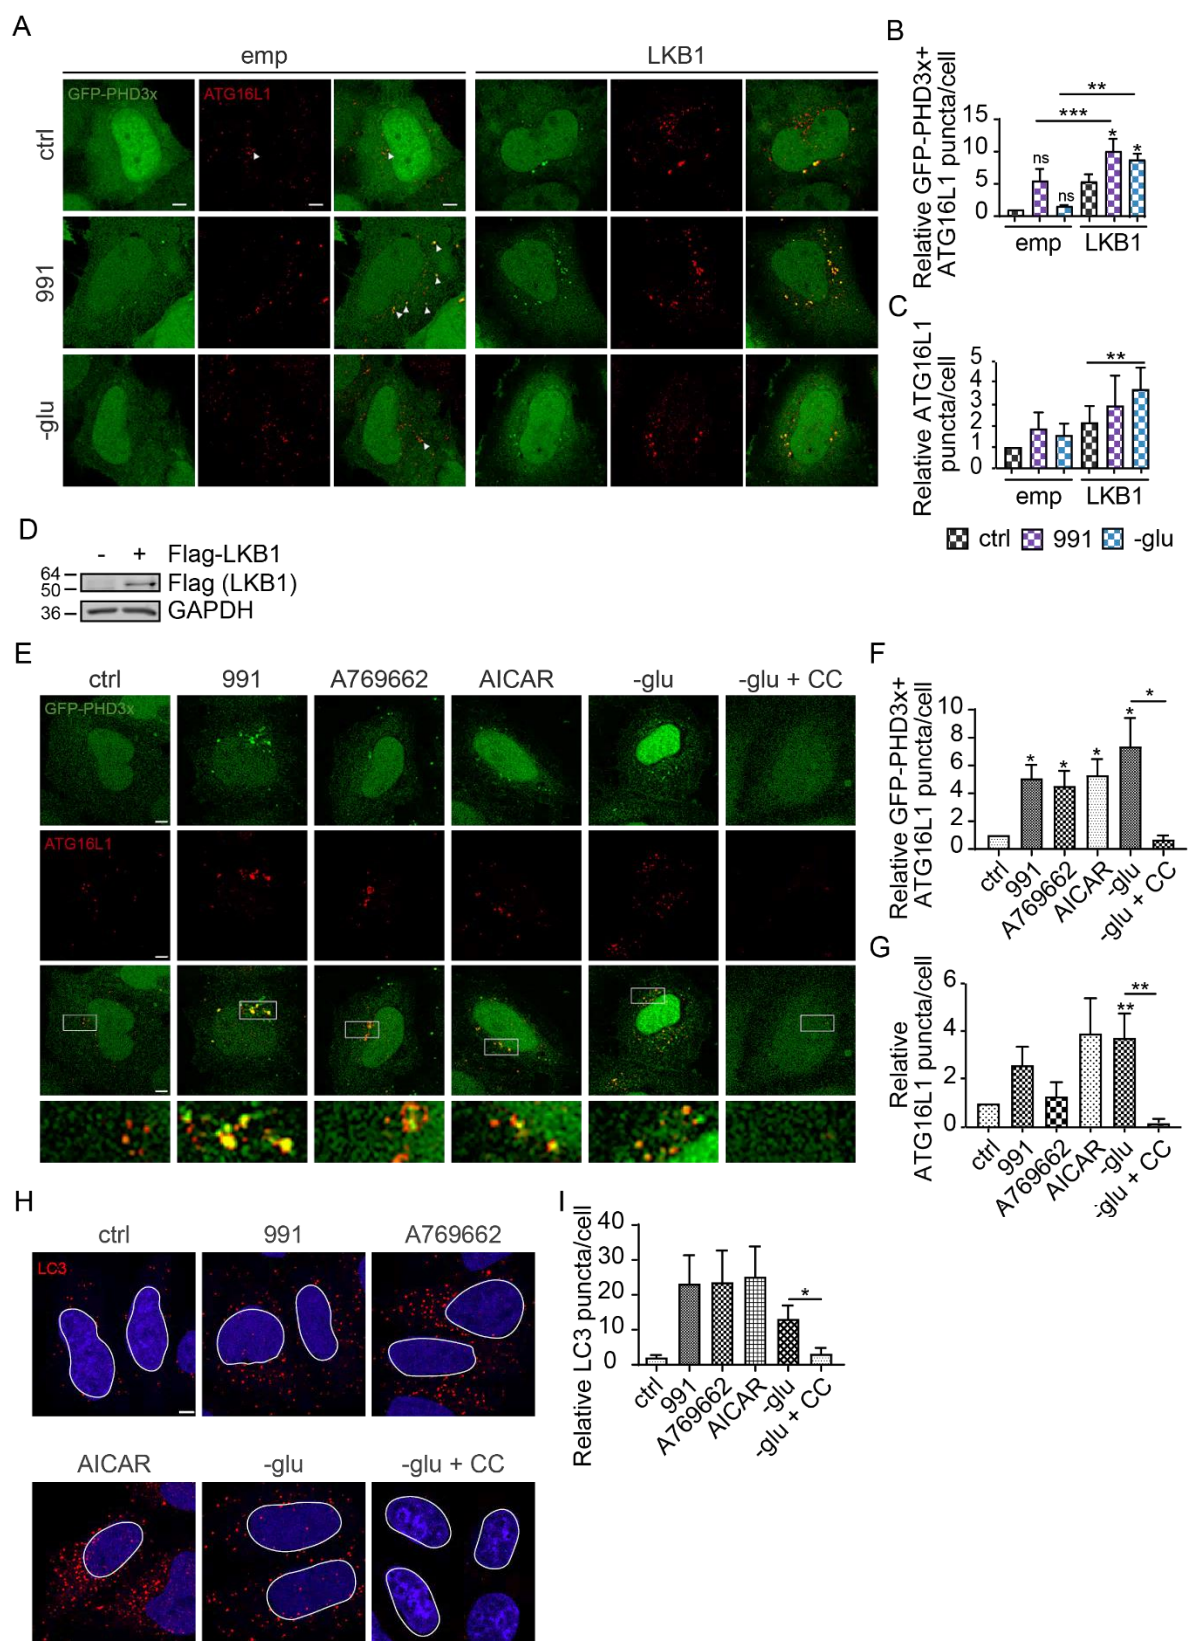 A
emp
LKB1
GFP-PHD3x
ATG16L1
ctrl
991
-glu
B
Relative GFP-PHD3x+
ATG16L1 puncta/cell
15
10
5
0
ns
ns
***
**
*
*
emp
LKB1
C
Relative ATG16L1
puncta/cell
5
4
3
2
1
0
**
emp
LKB1
ctrl 991 -glu
D
- + Flag-LKB1
64
50
Flag (LKB1)
36
GAPDH
E
ctrl 991 A769662 AICAR -glu -glu + CC
GFP-PHD3x
ATG16L1
F
Relative GFP-PHD3x+
ATG16L1 puncta/cell
10
8
6
4
2
0
*
*
*
*
*
ctrl
991
A769662
AICAR
-glu
-glu + CC
G
Relative
ATG16L1 puncta/cell
6
4
2
0
**
**
ctrl
991
A769662
AICAR
-glu
-glu + CC
H
ctrl 991 A769662
LC3
AICAR -glu -glu + CC
I
Relative LC3 puncta/cell
40
30
20
10
0
*
ctrl
991
A769662
AICAR
-glu
-glu + CC